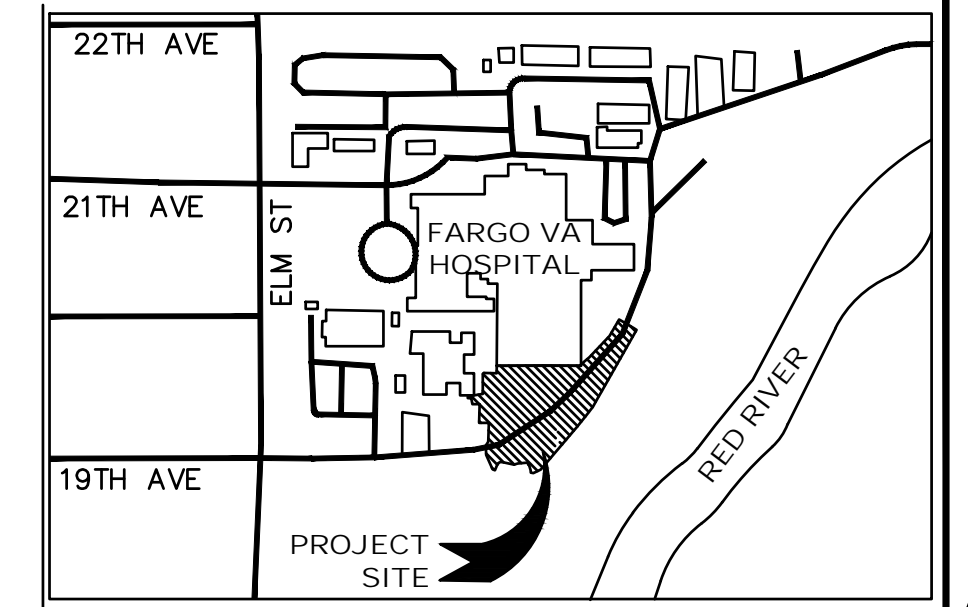 22TH AVE
21TH AVE
ELM ST
FARGO VA
HOSPITAL
RED RIVER
19TH AVE
PROJECT
SITE